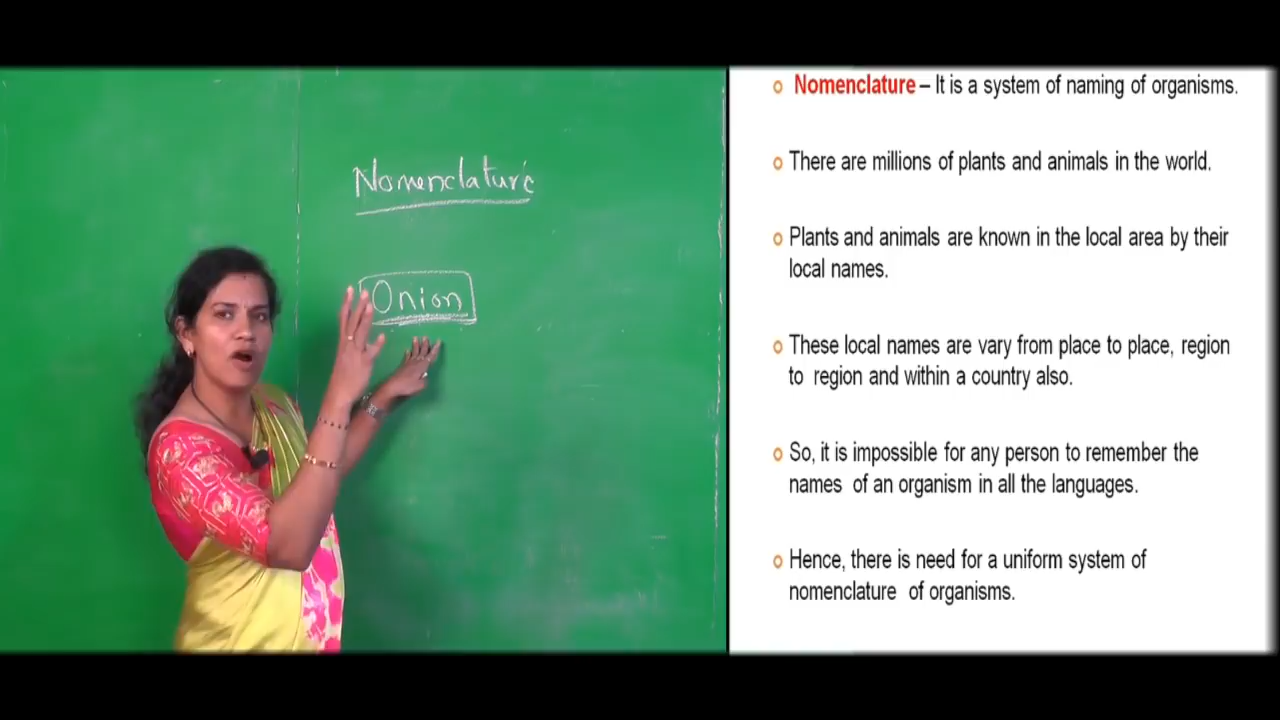 Nomenclature
Onion
Nomenclature – It is a system of naming of organisms.
There are millions of plants and animals in the world.
Plants and animals are known in the local area by their
local names.
These local names are vary from place to place, region
to region and within a country also.
So, it is impossible for any person to remember the
names of an organism in all the languages.
Hence, there is need for a uniform system of
nomenclature of organisms.